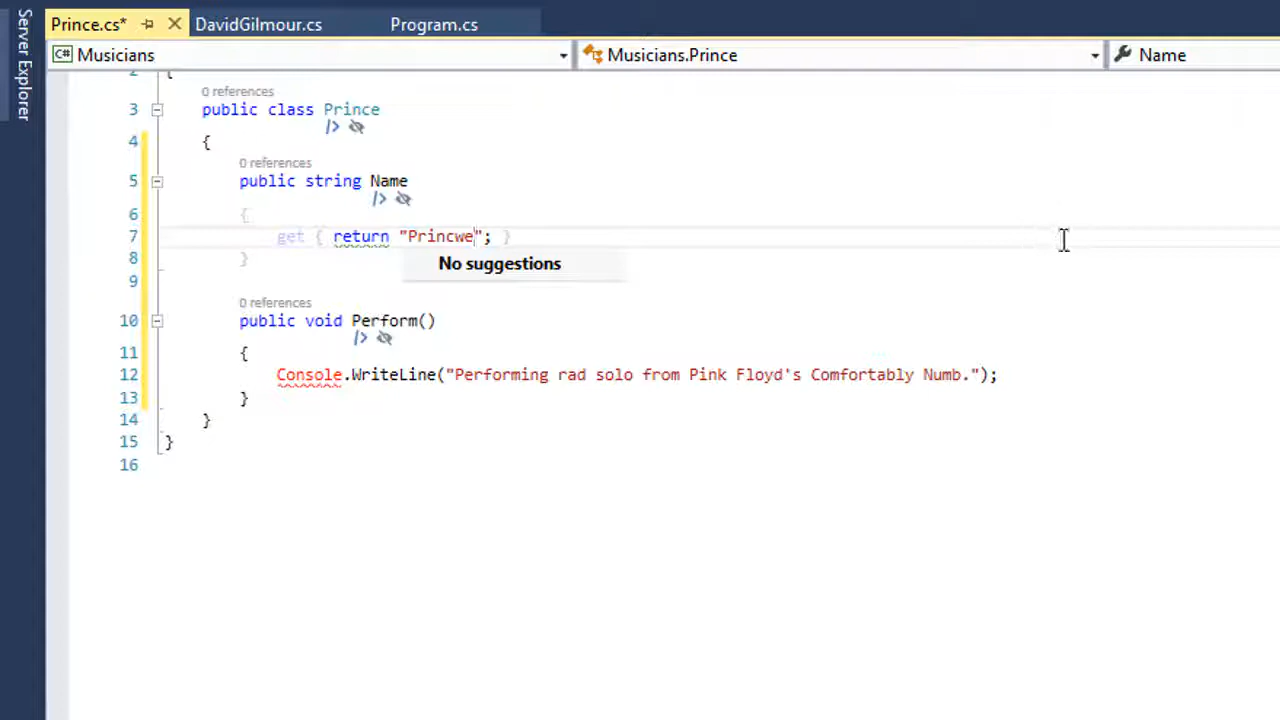 Server Explorer
Prince.cs* DavidGilmour.cs Program.cs
C# Musicians Musicians.Prince Name
2 {
0 references
3 public class Prince
/>
4 {
0 references
5 public string Name
/>
6 {
7 get { return "Princwe"; }
8 }
No suggestions
9
0 references
10 public void Perform()
/>
11 {
12 Console.WriteLine("Performing rad solo from Pink Floyd's Comfortably Numb.");
13 }
14 }
15 }
16